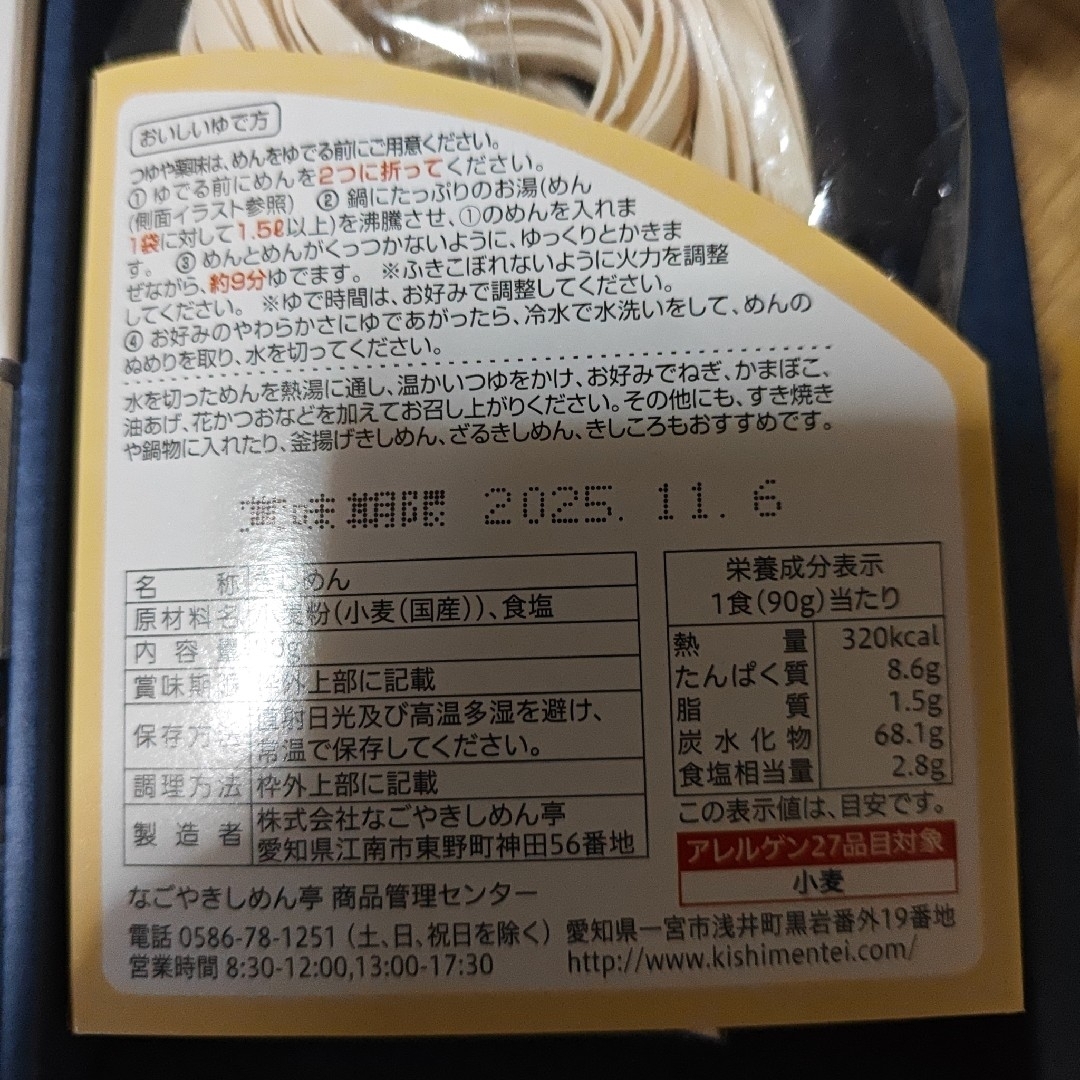 おいしいゆで方
つゆや薬味は、めんをゆでる前にご用意ください。
① ゆでる前にめんを2つに折ってください。
(側面イラスト参照) ② 鍋にたっぷりのお湯(めん
1袋に対して1.5ℓ以上)を沸騰させ、①のめんを入れま
す。 ③ めんとめんがくっつかないように、ゆっくりとかきま
ぜながら、約9分ゆでます。 ※ふきこぼれないように火力を調整
してください。 ※ゆで時間は、お好みで調整してください。
④ お好みのやわらかさにゆであがったら、冷水で水洗いをして、めんの
ぬめりを取り、水を切ってください。
水を切っためんを熱湯に通し、温かいつゆをかけ、お好みでねぎ、かまぼこ、
油あげ、花かつおなどを加えてお召し上がりください。その他にも、すき焼き
や鍋物に入れたり、釜揚げきしめん、ざるきしめん、きしころもおすすめです。
賞味期限 2025. 11. 6
名称 きしめん
原材料名 小麦粉(小麦(国産))、食塩
内容量
賞味期限 枠外上部に記載
保存方法 直射日光及び高温多湿を避け、
常温で保存してください。
調理方法 枠外上部に記載
製造者 株式会社なごやきしめん亭
愛知県江南市東野町神田56番地
栄養成分表示
1食(90g)当たり
熱量 320kcal
たんぱく質 8.6g
脂質 1.5g
炭水化物 68.1g
食塩相当量 2.8g
この表示値は、目安です。
アレルゲン27品目対象
小麦
なごやきしめん亭 商品管理センター
電話 0586-78-1251 (土、日、祝日を除く) 愛知県一宮市浅井町黒岩番外19番地
営業時間 8:30-12:00,13:00-17:30 http://www.kishimentei.com/